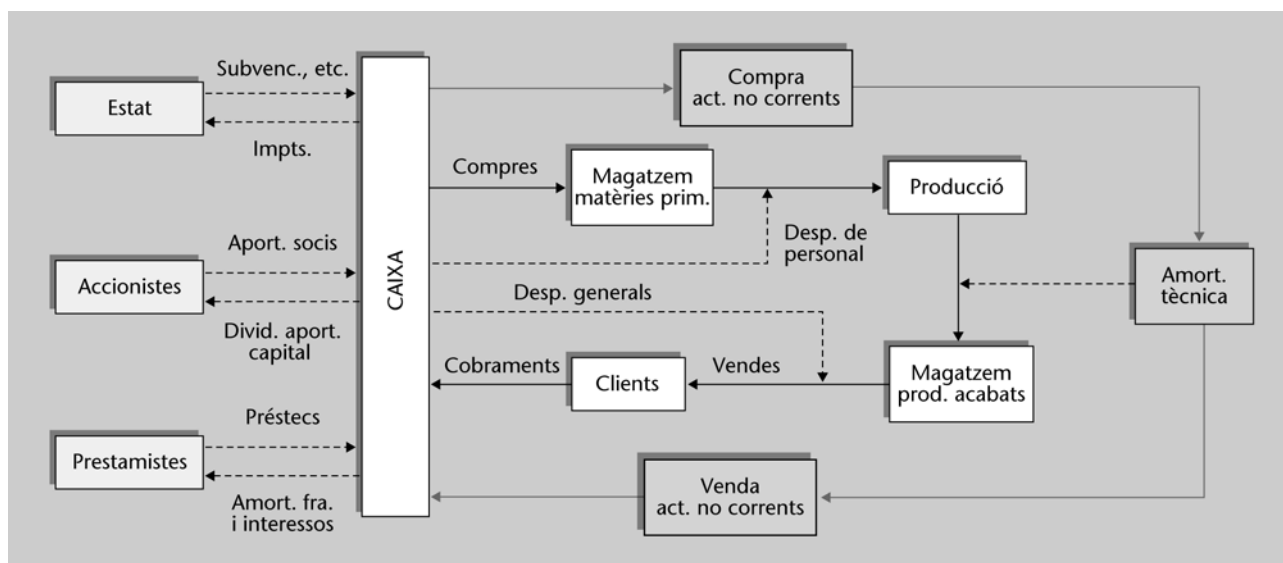 Subvenc., etc.
Estat
Impts.
Aport. socis
Accionistes
Divid. aport.
capital
Préstecs
Prestamistes
Amort. fra.
i interessos
CAIXA
Compra
act. no corrents
Compres
Magatzem
matèries prim.
Producció
Desp. de
personal
Desp. generals
Amort.
tècnica
Cobraments
Clients
Vendes
Magatzem
prod. acabats
Venda
act. no corrents